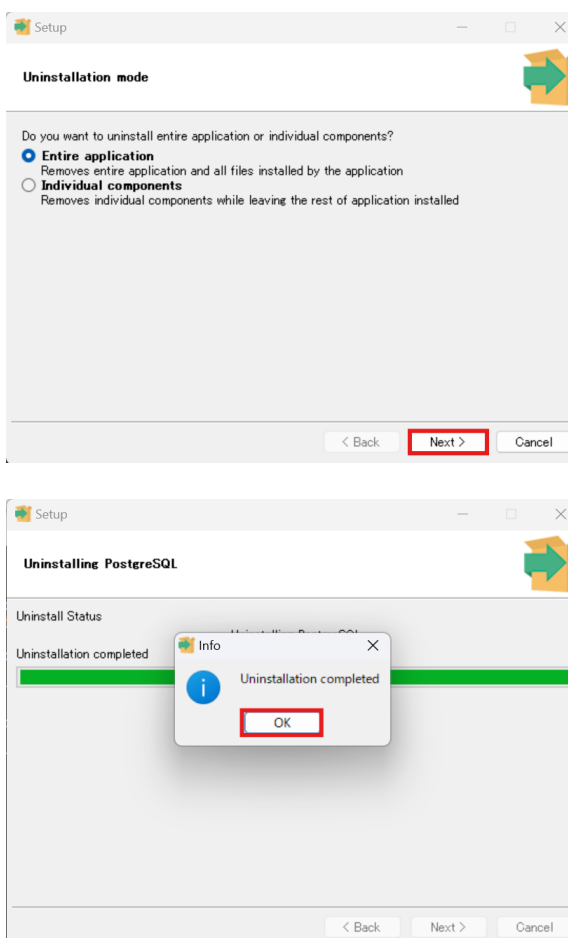 Setup
Uninstallation mode
Do you want to uninstall entire application or individual components?
Entire application
Removes entire application and all files installed by the application
Individual components
Removes individual components while leaving the rest of application installed
< Back Next > Cancel
Setup
Uninstalling PostgreSQL
Uninstall Status
Uninstallation completed
Info
Uninstallation completed
OK
< Back Next > Cancel